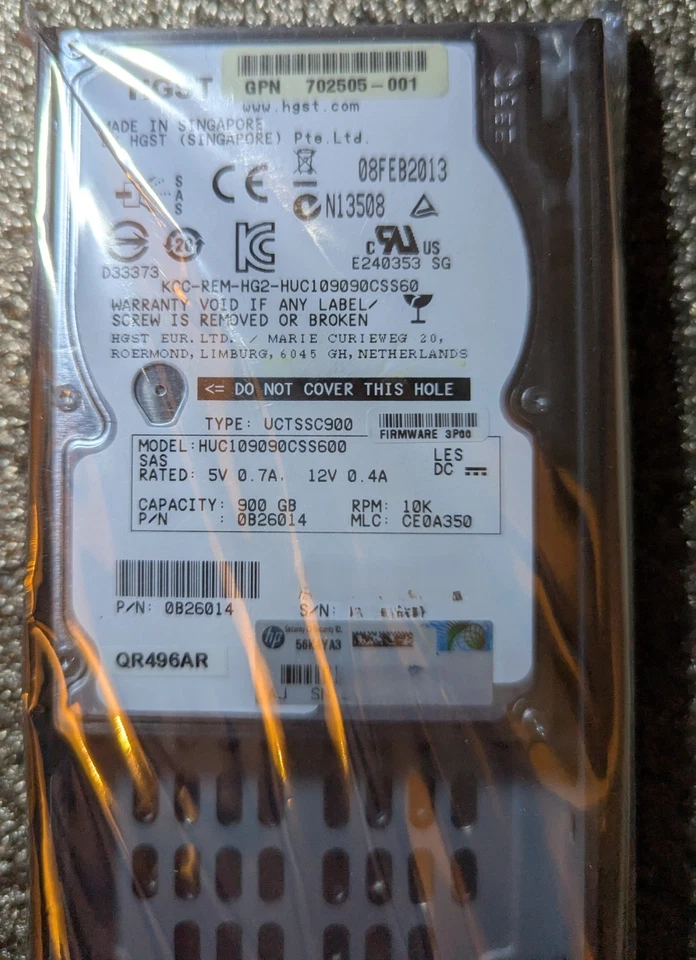 HGST
GPN 702505-001
www.hgst.com
MADE IN SINGAPORE
HGST (SINGAPORE) Pte.Ltd.
08FEB2013
SAS
CE
N13508
20
D33373
c RU US
E240353 SG
KCC-REM-HG2-HUC109090CSS60
WARRANTY VOID IF ANY LABEL/
SCREW IS REMOVED OR BROKEN
HGST EUR.LTD. / MARIE CURIEWEG 20,
ROERMOND, LIMBURG, 6045 GH, NETHERLANDS
<= DO NOT COVER THIS HOLE
TYPE: UCTSSC900
FIRMWARE 3P00
MODEL:HUC109090CSS600
SAS
LES
RATED: 5V 0.7A, 12V 0.4A
DC
CAPACITY: 900 GB RPM: 10K
P/N : 0B26014 MLC: CE0A350
P/N: 0B26014 S/N:
hp
QR496AR